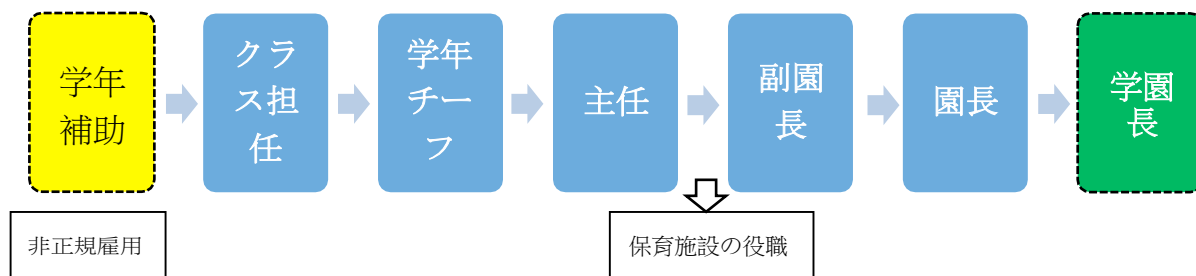 学年
補助
クラ
ス担
任
学年
チー
フ
主任
副園
長
園長
学園
長
非正規雇用
保育施設の役職